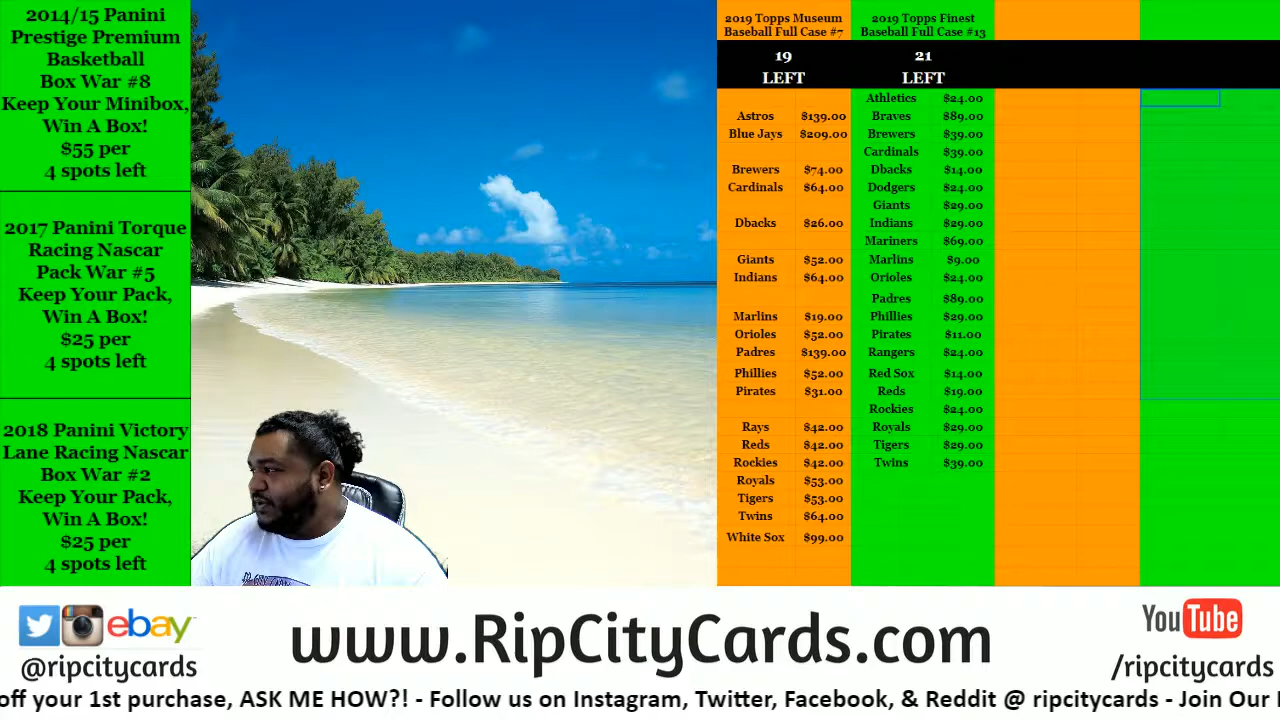 2014/15 Panini
Prestige Premium
Basketball
Box War #8
Keep Your Minibox,
Win A Box!
$55 per
4 spots left
2017 Panini Torque
Racing Nascar
Pack War #5
Keep Your Pack,
Win A Box!
$25 per
4 spots left
2018 Panini Victory
Lane Racing Nascar
Box War #2
Keep Your Pack,
Win A Box!
$25 per
4 spots left
2019 Topps Museum
Baseball Full Case #7
19
LEFT
Astros $139.00
Blue Jays $209.00
Brewers $74.00
Cardinals $64.00
Dbacks $26.00
Giants $52.00
Indians $64.00
Marlins $19.00
Orioles $52.00
Padres $139.00
Phillies $52.00
Pirates $31.00
Rays $42.00
Reds $42.00
Rockies $42.00
Royals $53.00
Tigers $53.00
Twins $64.00
White Sox $99.00
2019 Topps Finest
Baseball Full Case #13
21
LEFT
Athletics $24.00
Braves $89.00
Brewers $39.00
Cardinals $39.00
Dbacks $14.00
Dodgers $24.00
Giants $29.00
Indians $29.00
Mariners $69.00
Marlins $9.00
Orioles $24.00
Padres $89.00
Phillies $29.00
Pirates $11.00
Rangers $24.00
Red Sox $14.00
Reds $19.00
Rockies $24.00
Royals $29.00
Tigers $29.00
Twins $39.00
ebay
@ripcitycards
www.RipCityCards.com
YouTube
/ripcitycards
off your 1st purchase, ASK ME HOW?! - Follow us on Instagram, Twitter, Facebook, & Reddit @ ripcitycards - Join Our